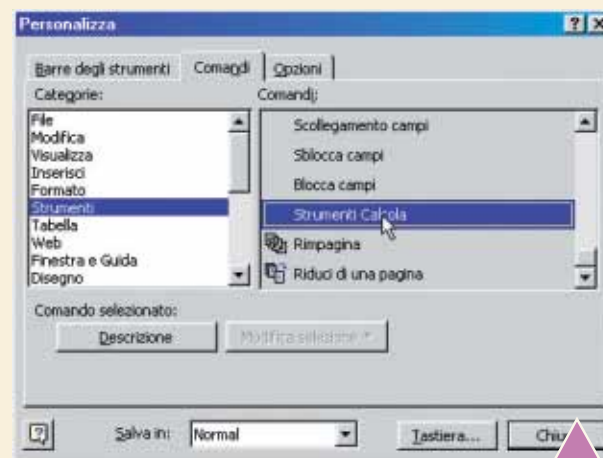 Personalizza
Barre degli strumenti Comandi Opzioni
Categorie: Comandi:
File
Modifica
Visualizza
Inserisci
Formato
Strumenti
Tabella
Web
Finestra e Guida
Disegno
Scollegamento campi
Sblocca campi
Blocca campi
Strumenti Calcola
Rimpagina
Riduci di una pagina
Comando selezionato:
Descrizione Modifica selezione
Salva in: Normal Tastiera...